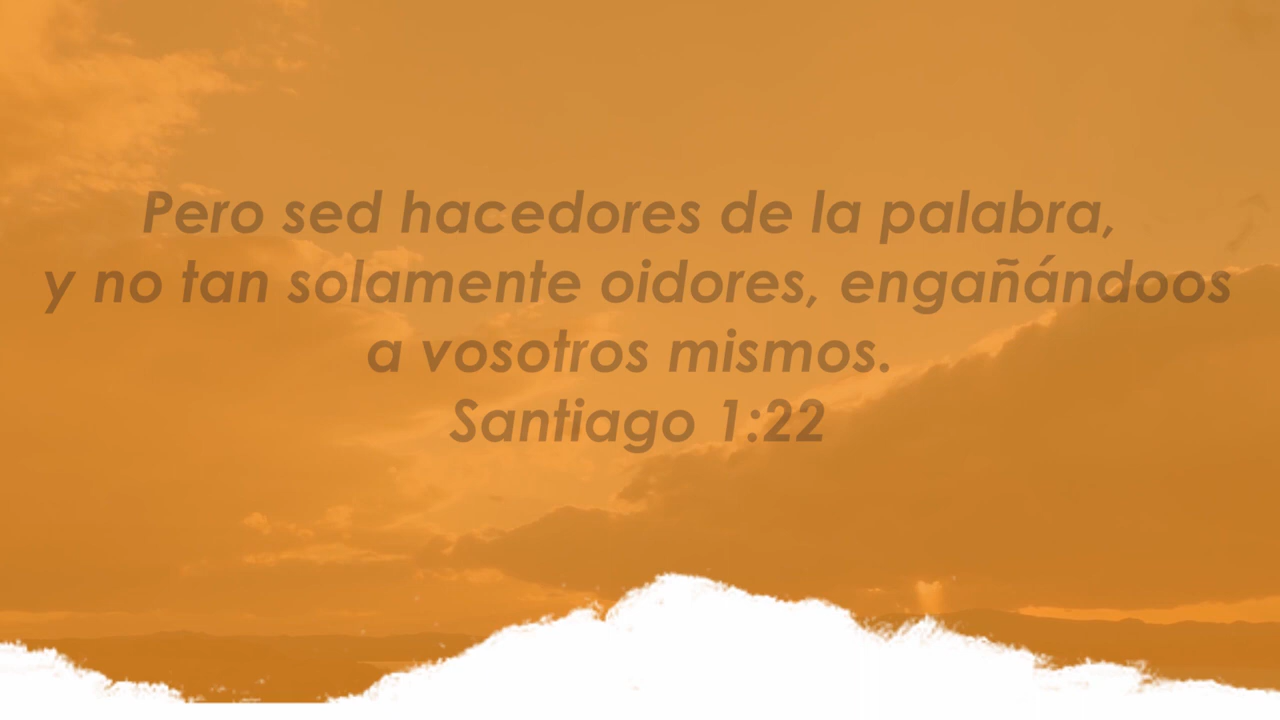 Pero sed hacedores de la palabra,
y no tan solamente oidores, engañándoos
a vosotros mismos.
Santiago 1:22